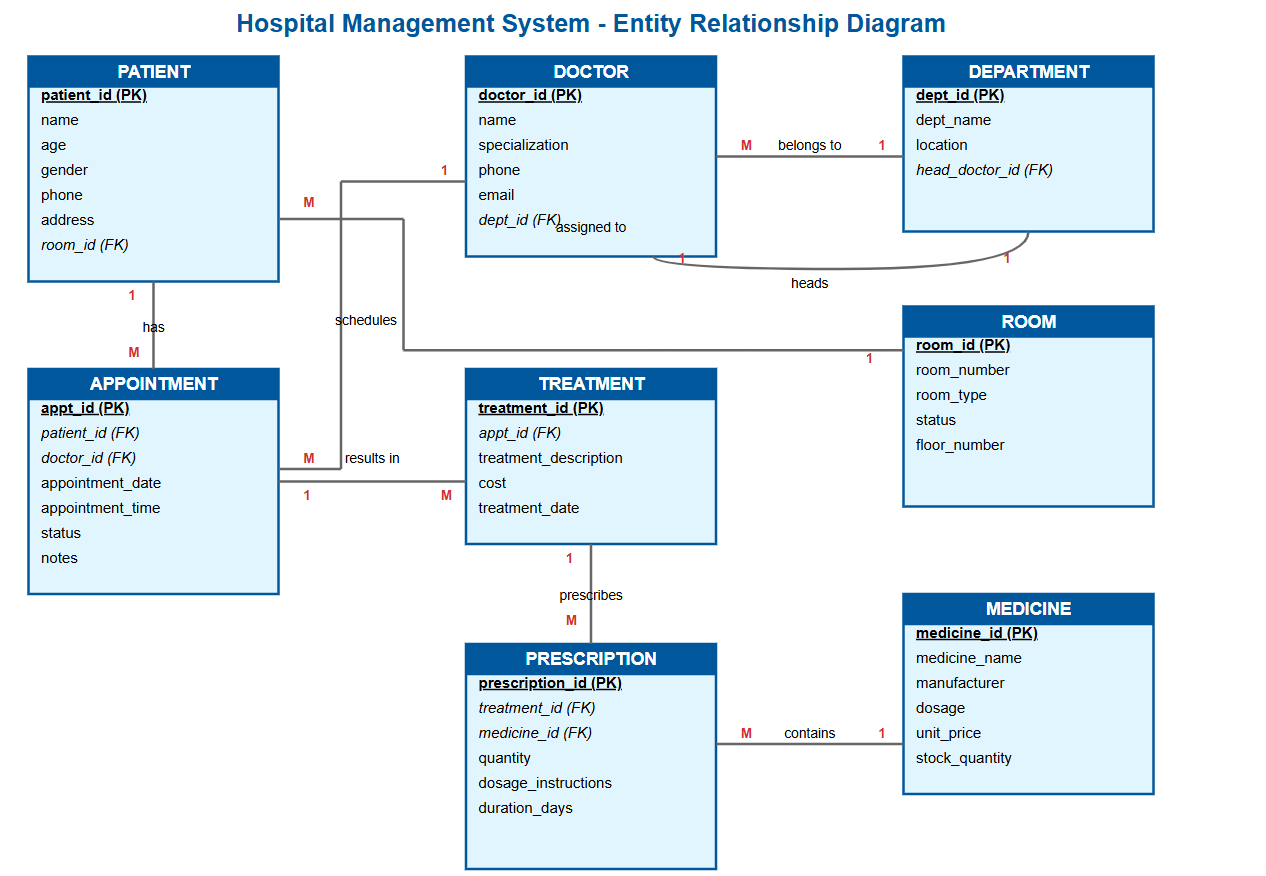 Hospital Management System - Entity Relationship Diagram
PATIENT
patient_id (PK)
name
age
gender
phone
address
room_id (FK)
DOCTOR
doctor_id (PK)
name
specialization
phone
email
dept_id (FK)
DEPARTMENT
dept_id (PK)
dept_name
location
head_doctor_id (FK)
M belongs to 1
1
M
assigned to
1
1
heads
1
has
M
schedules
1
ROOM
room_id (PK)
room_number
room_type
status
floor_number
APPOINTMENT
appt_id (PK)
patient_id (FK)
doctor_id (FK)
appointment_date
appointment_time
status
notes
M results in
1 M
TREATMENT
treatment_id (PK)
appt_id (FK)
treatment_description
cost
treatment_date
1
prescribes
M
PRESCRIPTION
prescription_id (PK)
treatment_id (FK)
medicine_id (FK)
quantity
dosage_instructions
duration_days
M contains 1
MEDICINE
medicine_id (PK)
medicine_name
manufacturer
dosage
unit_price
stock_quantity